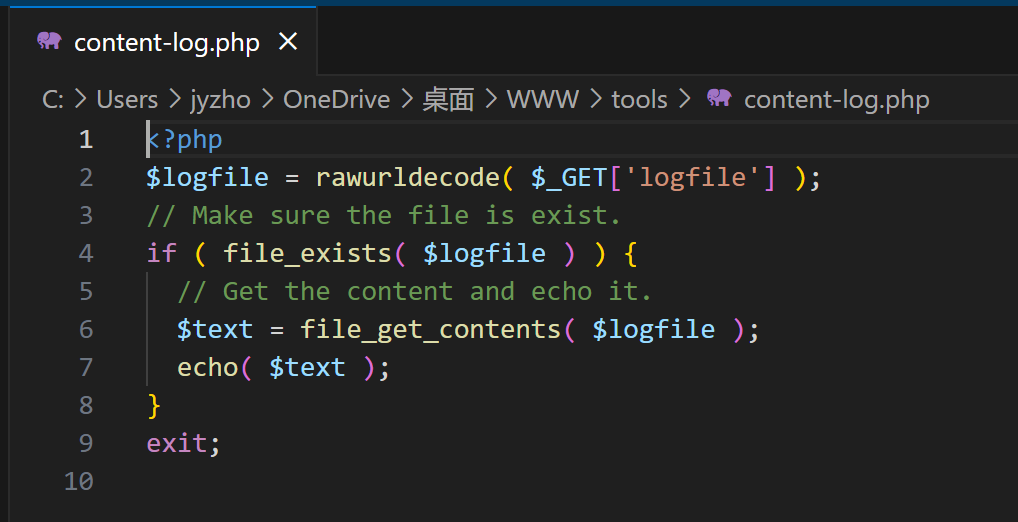 content-log.php ×
C: > Users > jyzho > OneDrive > 桌面 > WWW > tools > content-log.php
1 <?php
2 $logfile = rawurldecode( $_GET['logfile'] );
3 // Make sure the file is exist.
4 if ( file_exists( $logfile ) ) {
5   // Get the content and echo it.
6   $text = file_get_contents( $logfile );
7   echo( $text );
8 }
9 exit;
10